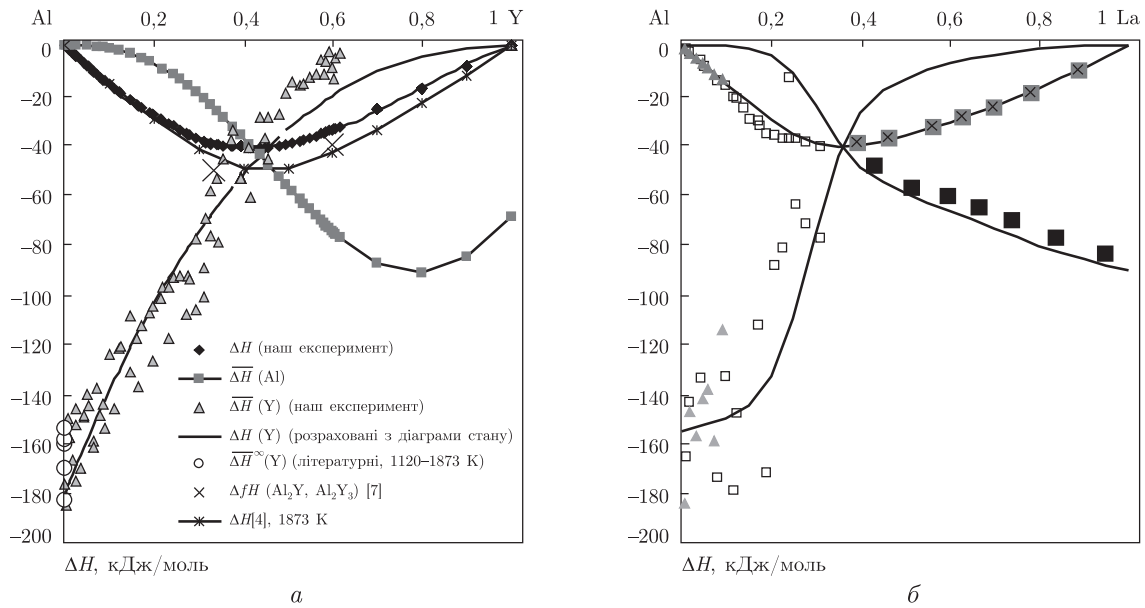 Al 0,2 0,4 0,6 0,8 1 Y
0
–20
–40
–60
–80
–100
–120
–140
–160
–180
–200
ΔH (наш експеримент)
ΔH (Al)
ΔH (Y) (наш експеримент)
ΔH (Y) (розраховані з діаграми стану)
ΔH∞(Y) (літературні, 1120–1873 K)
ΔfH (Al₂Y, Al₂Y₃) [7]
ΔH[4], 1873 K
ΔH, кДж/моль
а
Al 0,2 0,4 0,6 0,8 1 La
0
–20
–40
–60
–80
–100
–120
–140
–160
–180
–200
ΔH, кДж/моль
б